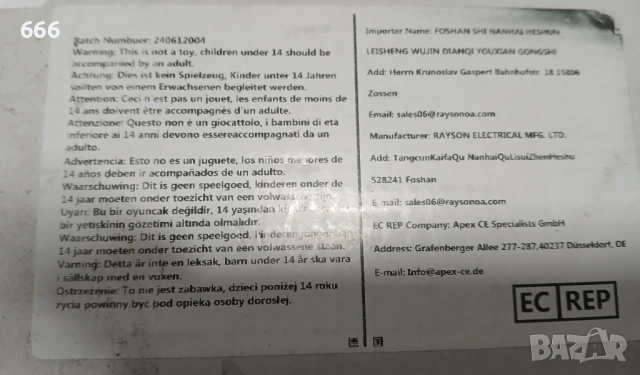 666
Batch Numbuer: 240612004
Warning: This is not a toy, children under 14 should be
accompanied by an adult.
Achtung: Dies ist kein Spielzeug, Kinder unter 14 Jahren
sollten von einem Erwachsenen begleitet werden.
Attention: Ceci n'est pas un jouet, les enfants de moins de
14 ans doivent être accompagnés d'un adulte.
Attenzione: Questo non è un giocattolo, i bambini di età
inferiore ai 14 anni devono essereaccompagnati da un
adulto.
Advertencia: Esto no es un juguete, los niños menores de
14 años deben ir acompañados de un adulto.
Waarschuwing: Dit is geen speelgoed, kinderen onder de
14 jaar moeten onder toezicht van een volwassene
Uyarı: Bu bir oyuncak değildir, 14 yaşından
bir yetişkinin gözetimi altında olmalıdır.
Waarschuwing: Dit is geen speelgoed,
14 jaar moeten onder toezicht van een volwassene staan.
Varning: Detta är inte en leksak, barn under 14 år ska vara
i sällskap med en vuxen.
Ostrzeżenie: To nie jest zabawka, dzieci poniżej 14 roku
życia powinny być pod opieką osoby dorosłej.
Importer Name: FOSHAN SHI NANHAI HESHUN
LEISHENG WUJIN DIANQI YOUXIAN GONGSHI
Add: Herrn Krunoslav Gaspert Bahnhofstr. 18 15806
Zossen
Email: sales06@raysonoa.com
Manufacturer: RAYSON ELECTRICAL MFG. LTD.
Add: TangcunKaifaQu NanhaiQuLisuiZhenHeshu
528241 Foshan
E-mail: sales06@raysonoa.com
EC REP Company: Apex CE Specialists GmbH
Address: Grafenberger Allee 277-287,40237 Düsseldorf, DE
E-mail: Info@apex-ce.de
EC REP
德 国
BAZAR
bg